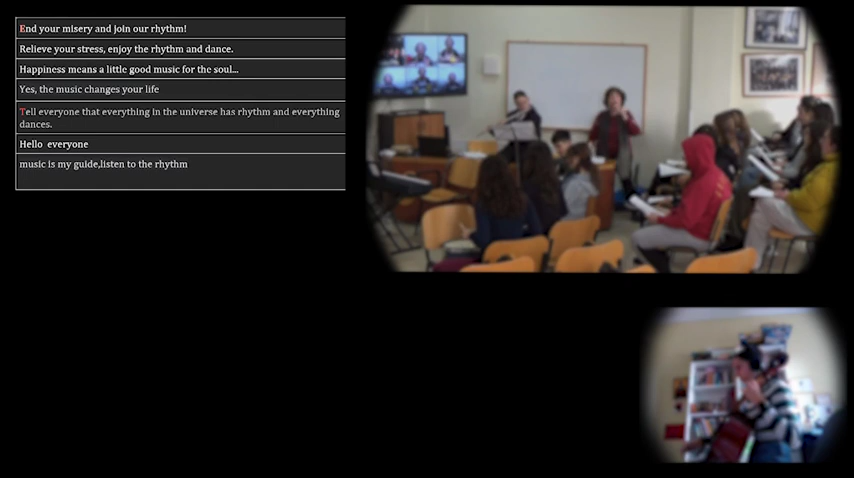 End your misery and join our rhythm!
Relieve your stress, enjoy the rhythm and dance.
Happiness means a little good music for the soul...
Yes, the music changes your life
Tell everyone that everything in the universe has rhythm and everything
dances.
Hello everyone
music is my guide,listen to the rhythm